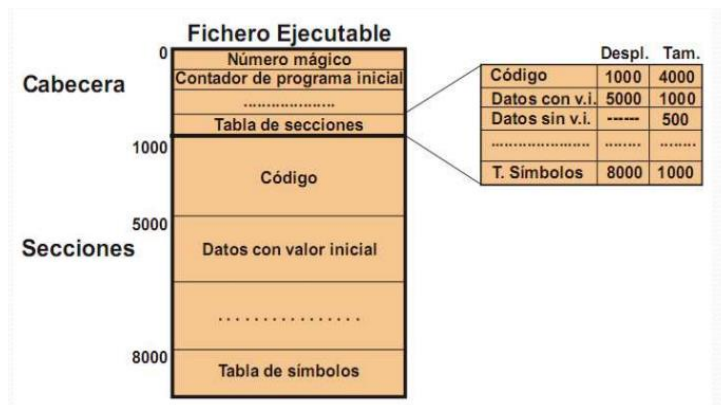 Fichero Ejecutable
Cabecera
0
Número mágico
Contador de programa inicial
.....................
Tabla de secciones
Secciones
1000
Código
5000
Datos con valor inicial
. . . . . . . . . . . . . . . .
8000
Tabla de símbolos
Despl. Tam.
Código 1000 4000
Datos con v.i. 5000 1000
Datos sin v.i. ------ 500
...................... ........ ........
T. Símbolos 8000 1000